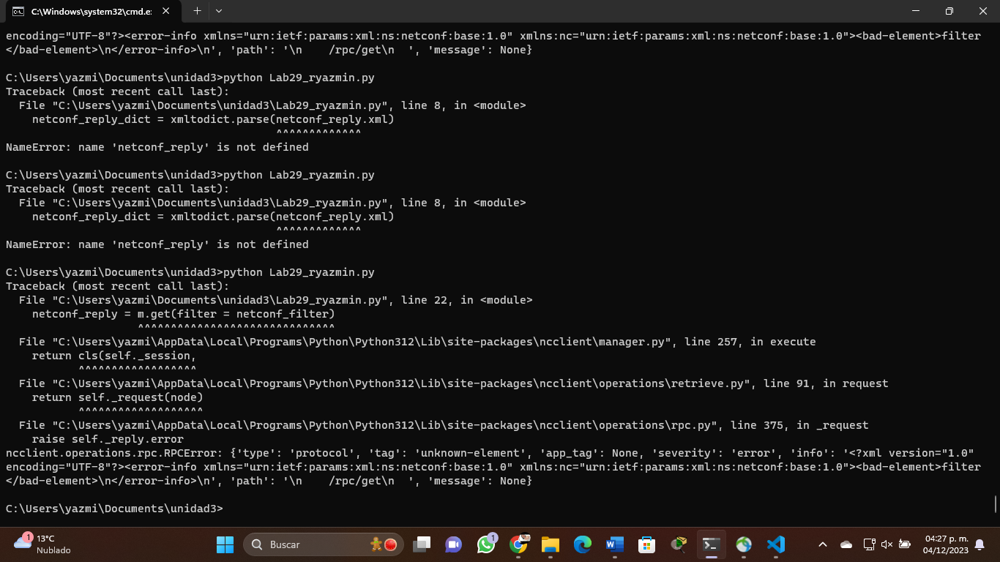 C:\Windows\system32\cmd.e:
encoding="UTF-8"?><error-info xmlns="urn:ietf:params:xml:ns:netconf:base:1.0" xmlns:nc="urn:ietf:params:xml:ns:netconf:base:1.0"><bad-element>filter
</bad-element>\n</error-info>\n', 'path': '\n    /rpc/get\n  ', 'message': None}
C:\Users\yazmi\Documents\unidad3>python Lab29_ryazmin.py
Traceback (most recent call last):
  File "C:\Users\yazmi\Documents\unidad3\Lab29_ryazmin.py", line 8, in <module>
    netconf_reply_dict = xmltodict.parse(netconf_reply.xml)
                                         ^^^^^^^^^^^^^
NameError: name 'netconf_reply' is not defined
C:\Users\yazmi\Documents\unidad3>python Lab29_ryazmin.py
Traceback (most recent call last):
  File "C:\Users\yazmi\Documents\unidad3\Lab29_ryazmin.py", line 8, in <module>
    netconf_reply_dict = xmltodict.parse(netconf_reply.xml)
                                         ^^^^^^^^^^^^^
NameError: name 'netconf_reply' is not defined
C:\Users\yazmi\Documents\unidad3>python Lab29_ryazmin.py
Traceback (most recent call last):
  File "C:\Users\yazmi\Documents\unidad3\Lab29_ryazmin.py", line 22, in <module>
    netconf_reply = m.get(filter = netconf_filter)
                    ^^^^^^^^^^^^^^^^^^^^^^^^^^^^^^
  File "C:\Users\yazmi\AppData\Local\Programs\Python\Python312\Lib\site-packages\ncclient\manager.py", line 257, in execute
    return cls(self._session,
           ^^^^^^^^^^^^^^^^^^
  File "C:\Users\yazmi\AppData\Local\Programs\Python\Python312\Lib\site-packages\ncclient\operations\retrieve.py", line 91, in request
    return self._request(node)
           ^^^^^^^^^^^^^^^^^^^
  File "C:\Users\yazmi\AppData\Local\Programs\Python\Python312\Lib\site-packages\ncclient\operations\rpc.py", line 375, in _request
    raise self._reply.error
ncclient.operations.rpc.RPCError: {'type': 'protocol', 'tag': 'unknown-element', 'app_tag': None, 'severity': 'error', 'info': '<?xml version="1.0"
encoding="UTF-8"?><error-info xmlns="urn:ietf:params:xml:ns:netconf:base:1.0" xmlns:nc="urn:ietf:params:xml:ns:netconf:base:1.0"><bad-element>filter
</bad-element>\n</error-info>\n', 'path': '\n    /rpc/get\n  ', 'message': None}
C:\Users\yazmi\Documents\unidad3>
1
13°C
Nublado
Buscar
1
04:27 p. m.
04/12/2023